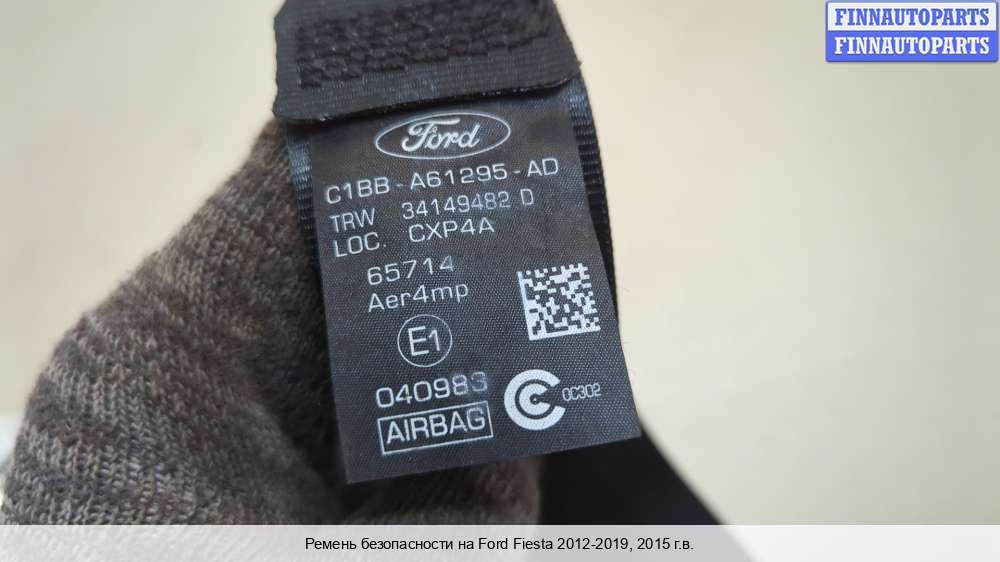 FINNAUTOPARTS
FINNAUTOPARTS
Ford
C1BB - A61295 - AD
TRW 34149482 D
LOC. CXP4A
65714
Aer4mp
E1
040983
AIRBAG
0C302
Ремень безопасности на Ford Fiesta 2012-2019, 2015 г.в.